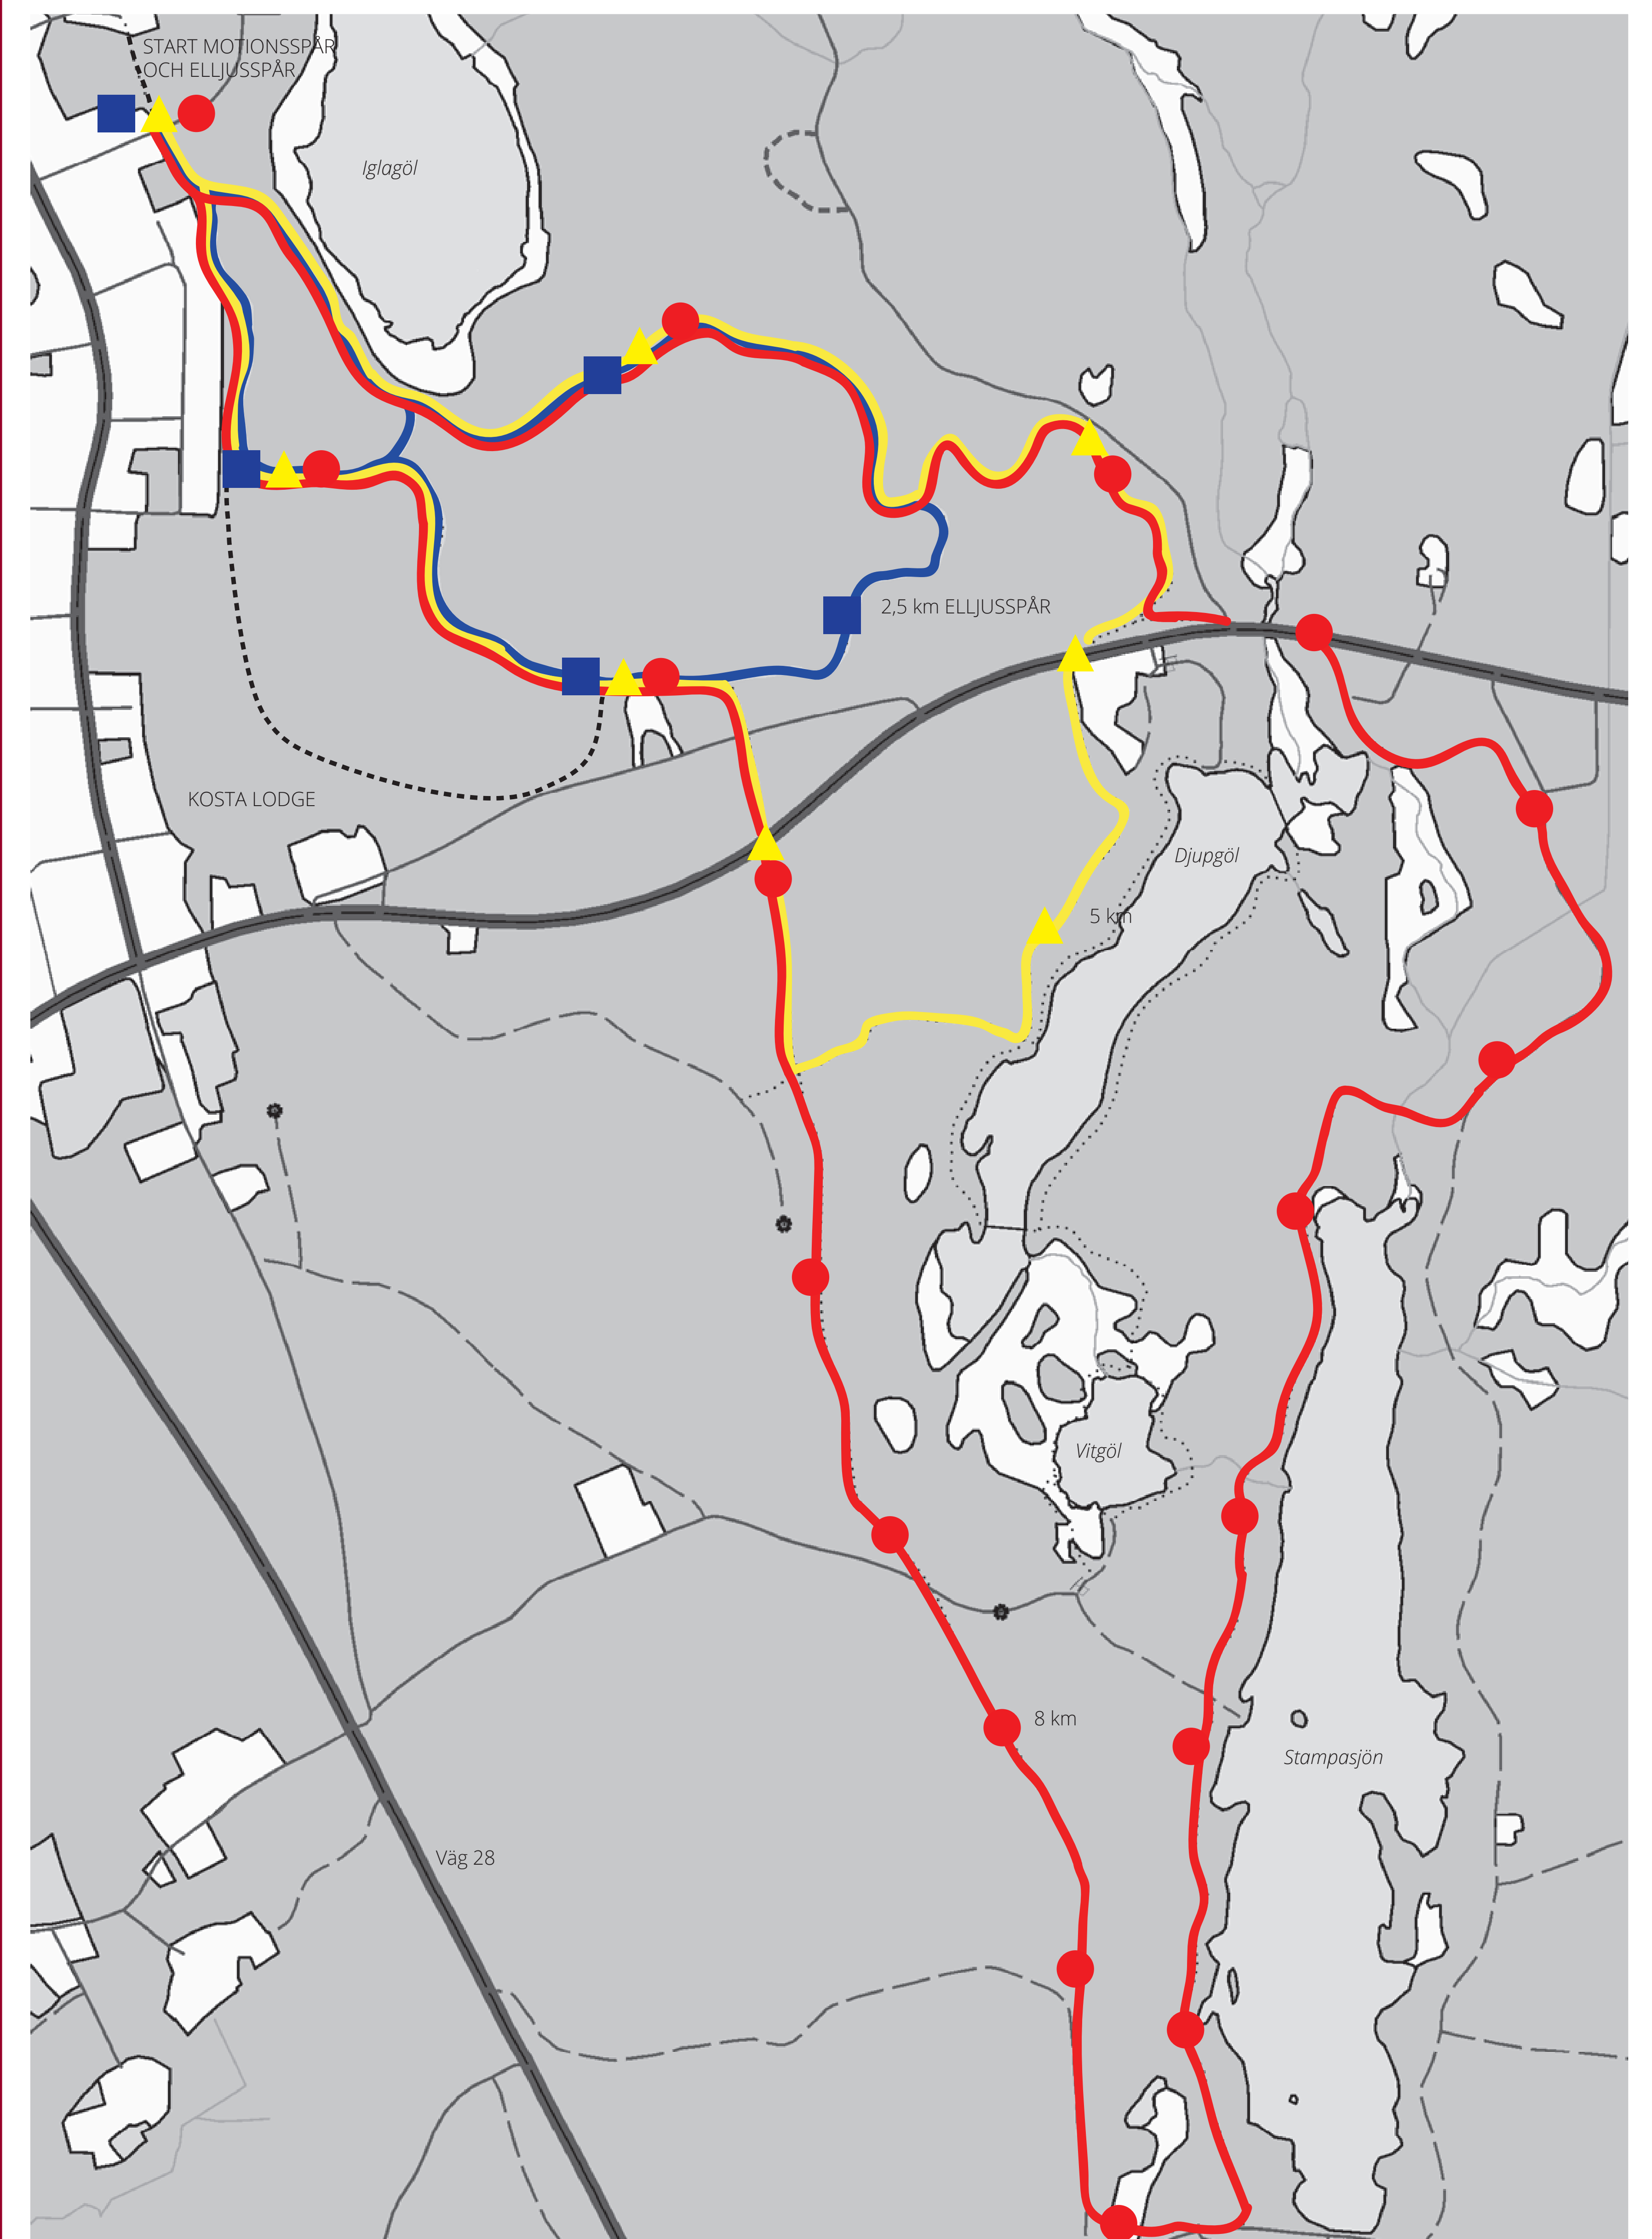 START MOTIONSSPÅR
OCH ELLJUSSPÅR
Iglagöl
2,5 km ELLJUSSPÅR
KOSTA LODGE
Djupgöl
5 km
Vitgöl
8 km
Stampasjön
Väg 28